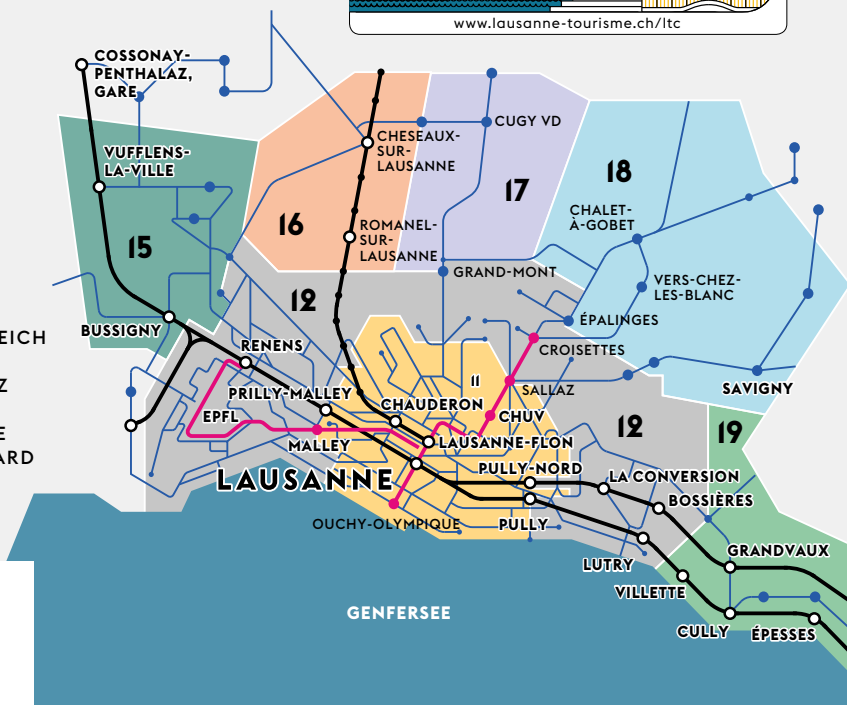 www.lausanne-tourisme.ch/ltc
COSSONAY-
PENTHALAZ,
GARE
CUGY VD
CHESEAUX-
SUR-
LAUSANNE
VUFFLENS-
LA-VILLE
18
17
CHALET-
À-GOBET
16
ROMANEL-
SUR-
LAUSANNE
15
GRAND-MONT
12
VERS-CHEZ-
LES-BLANC
BUSSIGNY
ÉPALINGES
EICH
RENENS
CROISETTES
Z
11
SALLAZ
SAVIGNY
PRILLY-MALLEY
CHAUDERON
EPFL
CHUV
12
19
E
MALLEY
LAUSANNE-FLON
ARD
LAUSANNE
PULLY-NORD
LA CONVERSION
BOSSIÈRES
OUCHY-OLYMPIQUE
PULLY
GRANDVAUX
LUTRY
VILLETTE
GENFERSEE
CULLY
ÉPESSES